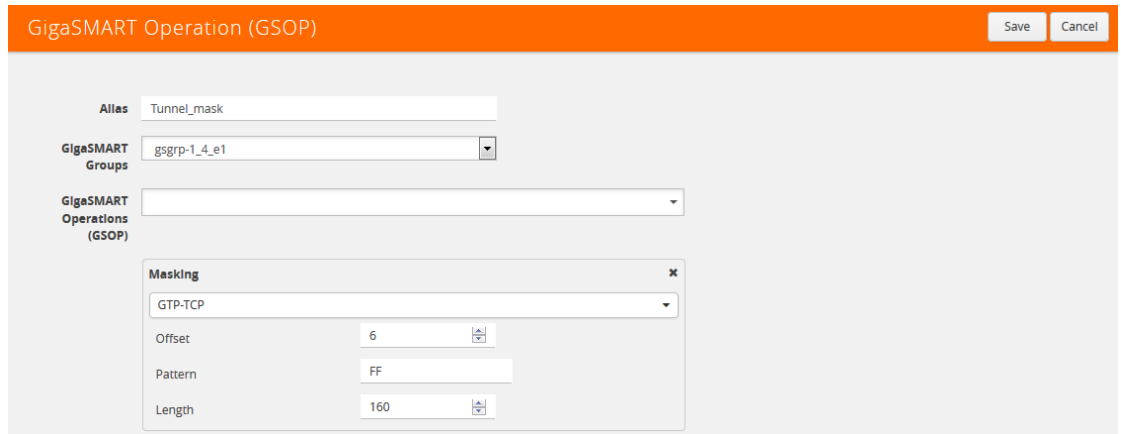 GigaSMART Operation (GSOP)
Save
Cancel
Alias
Tunnel_mask
GigaSMART
Groups
gsgrp-1_4_e1
GigaSMART
Operations
(GSOP)
Masking
GTP-TCP
Offset
6
Pattern
FF
Length
160